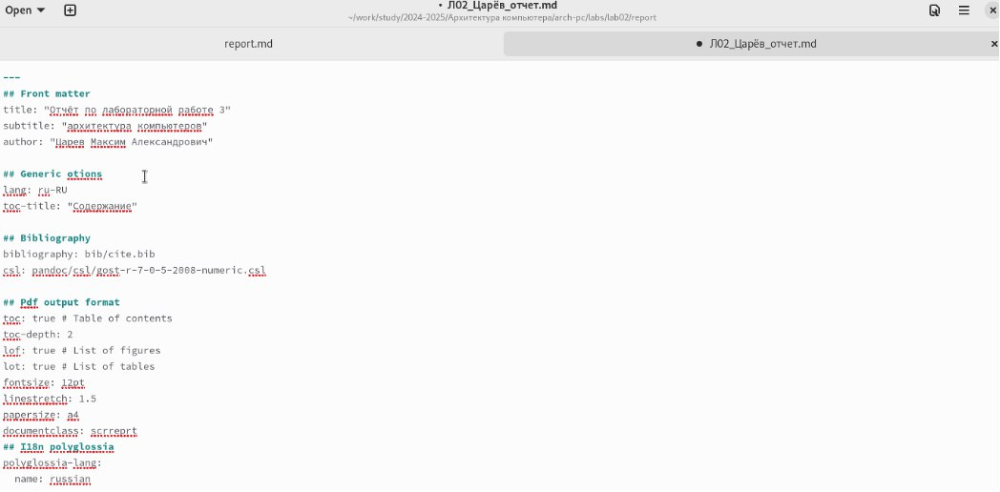 Open
• Л02_Царёв_отчет.md
~/work/study/2024-2025/Архитектура компьютера/arch-pc/labs/lab02/report
report.md
● Л02_Царёв_отчет.md
---
## Front matter
title: "Отчёт по лабораторной работе 3"
subtitle: "архитектура компьютеров"
author: "Царев Максим Александрович"
## Generic otions
lang: ru-RU
toc-title: "Содержание"
## Bibliography
bibliography: bib/cite.bib
csl: pandoc/csl/gost-r-7-0-5-2008-numeric.csl
## Pdf output format
toc: true # Table of contents
toc-depth: 2
lof: true # List of figures
lot: true # List of tables
fontsize: 12pt
linestretch: 1.5
papersize: a4
documentclass: scrreprt
## I18n polyglossia
polyglossia-lang:
  name: russian